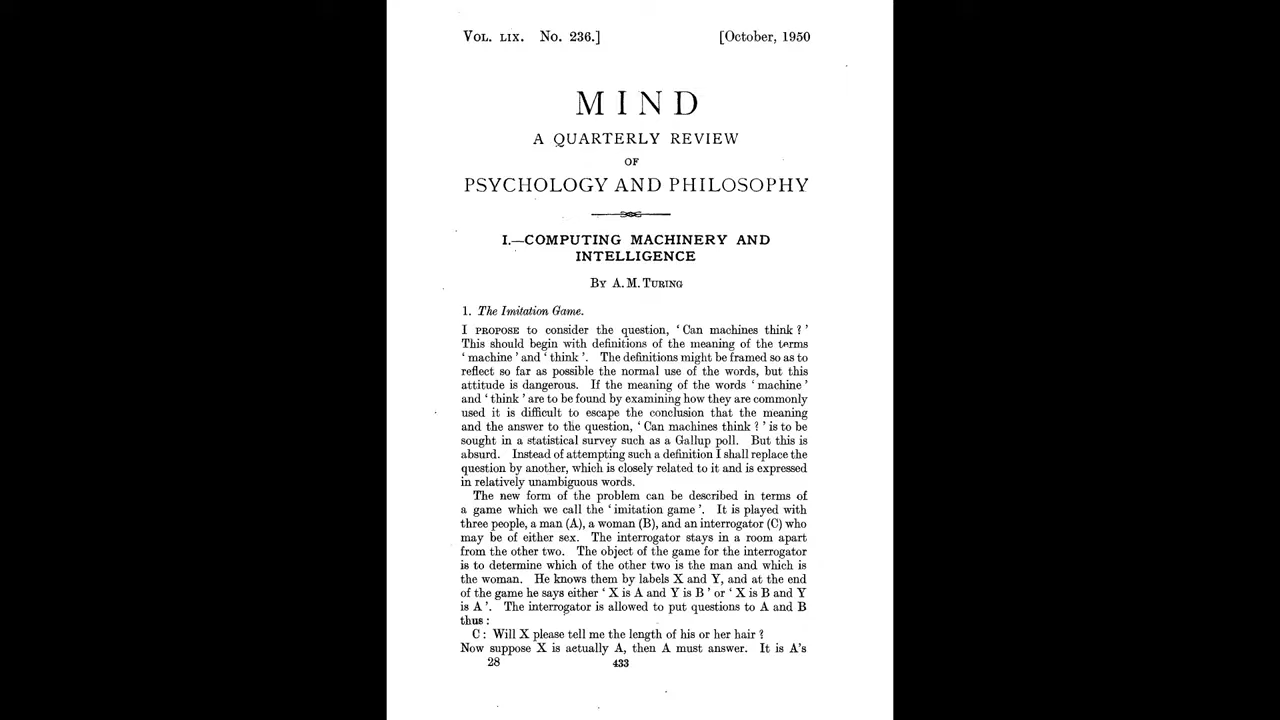 VOL. LIX. No. 236.] [October, 1950
MIND
A QUARTERLY REVIEW
OF
PSYCHOLOGY AND PHILOSOPHY
I.—COMPUTING MACHINERY AND
INTELLIGENCE
BY A. M. TURING
1. The Imitation Game.
I PROPOSE to consider the question, ' Can machines think ? '
This should begin with definitions of the meaning of the terms
' machine ' and ' think '. The definitions might be framed so as to
reflect so far as possible the normal use of the words, but this
attitude is dangerous. If the meaning of the words ' machine '
and ' think ' are to be found by examining how they are commonly
used it is difficult to escape the conclusion that the meaning
and the answer to the question, ' Can machines think ? ' is to be
sought in a statistical survey such as a Gallup poll. But this is
absurd. Instead of attempting such a definition I shall replace the
question by another, which is closely related to it and is expressed
in relatively unambiguous words.
The new form of the problem can be described in terms of
a game which we call the ' imitation game '. It is played with
three people, a man (A), a woman (B), and an interrogator (C) who
may be of either sex. The interrogator stays in a room apart
from the other two. The object of the game for the interrogator
is to determine which of the other two is the man and which is
the woman. He knows them by labels X and Y, and at the end
of the game he says either ' X is A and Y is B ' or ' X is B and Y
is A '. The interrogator is allowed to put questions to A and B
thus :
C : Will X please tell me the length of his or her hair ?
Now suppose X is actually A, then A must answer. It is A's
28 433